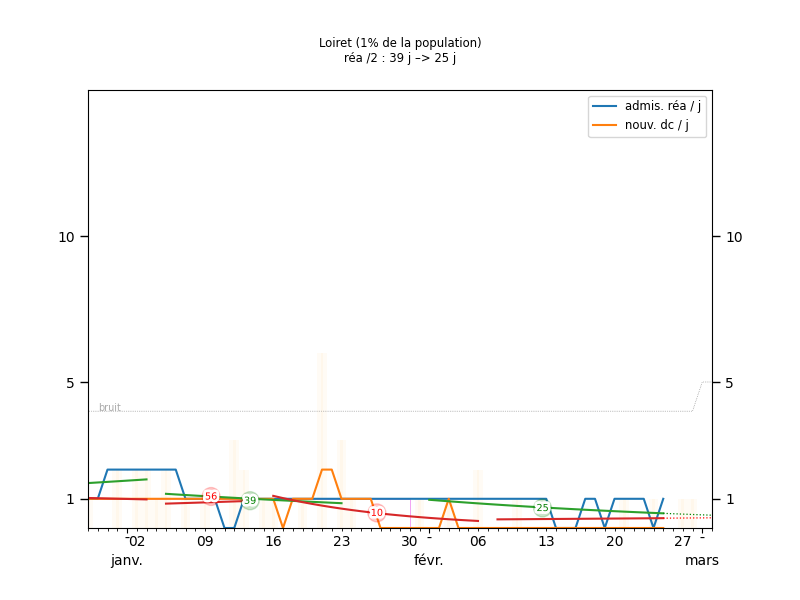 Loiret (1% de la population)
réa /2 : 39 j –> 25 j
admis. réa / j
nouv. dc / j
10 10
5 5
bruit
56 39 10 25
1 1
02 09 16 23 30 06 13 20 27
janv. févr. mars